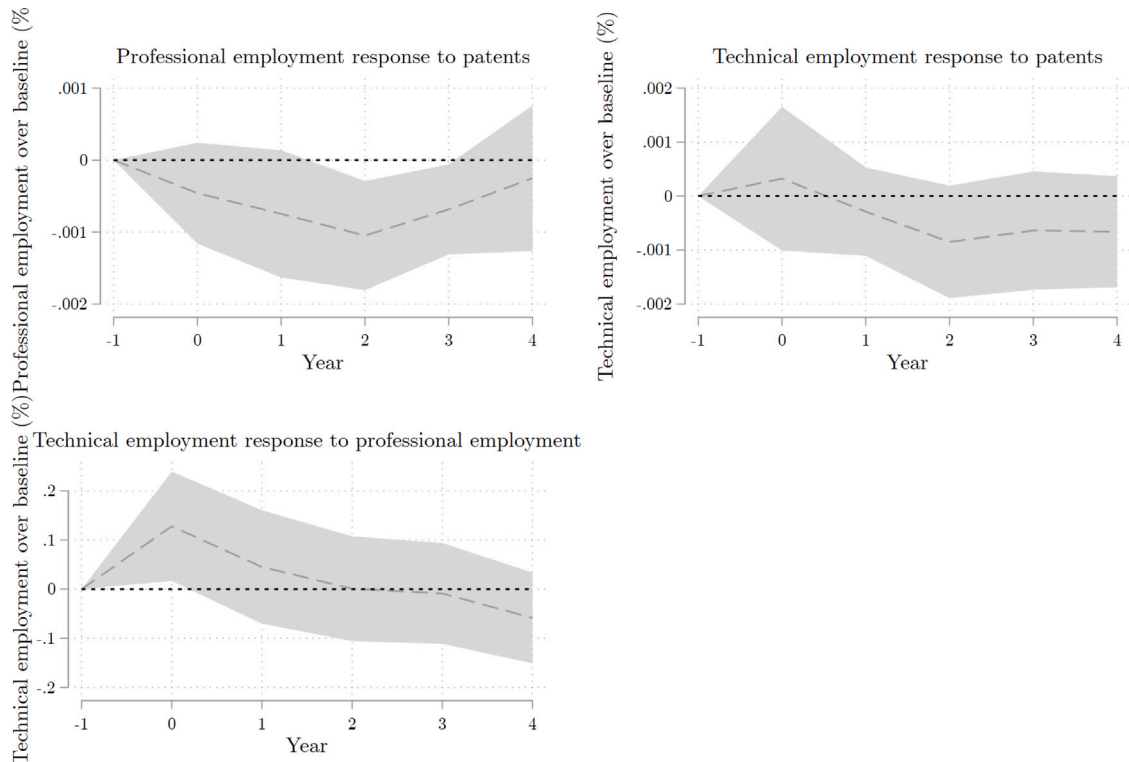 Professional employment over baseline (%
Professional employment response to patents
.001
0
-.001
-.002
-1 0 1 2 3 4
Year
Technical employment over baseline (%)
Technical employment response to patents
.002
.001
0
-.001
-.002
-1 0 1 2 3 4
Year
Technical employment over baseline (%)
Technical employment response to professional employment
.2
.1
0
-.1
-.2
-1 0 1 2 3 4
Year